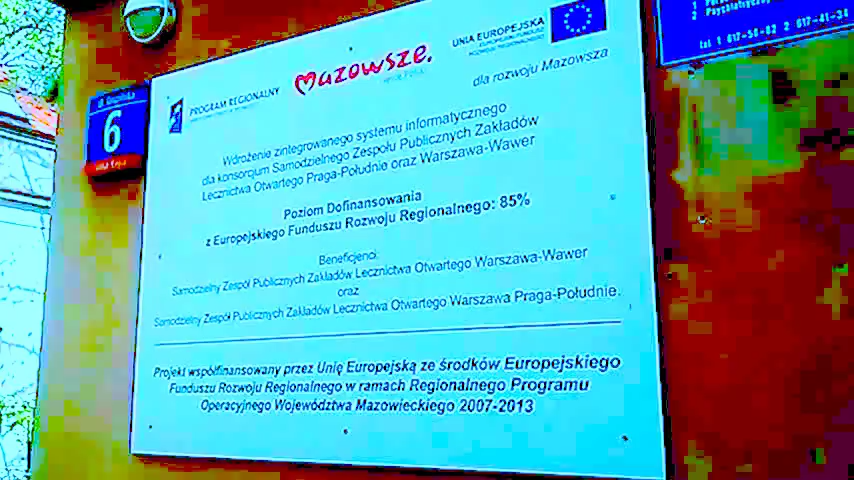 PROGRAM REGIONALNY
mazowsze.
UNIA EUROPEJSKA
dla rozwoju Mazowsza
Wdrożenie zintegrowanego systemu informatycznego
dla konsorcjum Samodzielnego Zespołu Publicznych Zakładów
Lecznictwa Otwartego Praga-Południe oraz Warszawa-Wawer
Poziom Dofinansowania
z Europejskiego Funduszu Rozwoju Regionalnego: 85%
Beneficjenci:
Samodzielny Zespół Publicznych Zakładów Lecznictwa Otwartego Warszawa-Wawer
oraz
Samodzielny Zespół Publicznych Zakładów Lecznictwa Otwartego Warszawa Praga-Południe.
Projekt współfinansowany przez Unię Europejską ze środków Europejskiego
Funduszu Rozwoju Regionalnego w ramach Regionalnego Programu
Operacyjnego Województwa Mazowieckiego 2007-2013
6